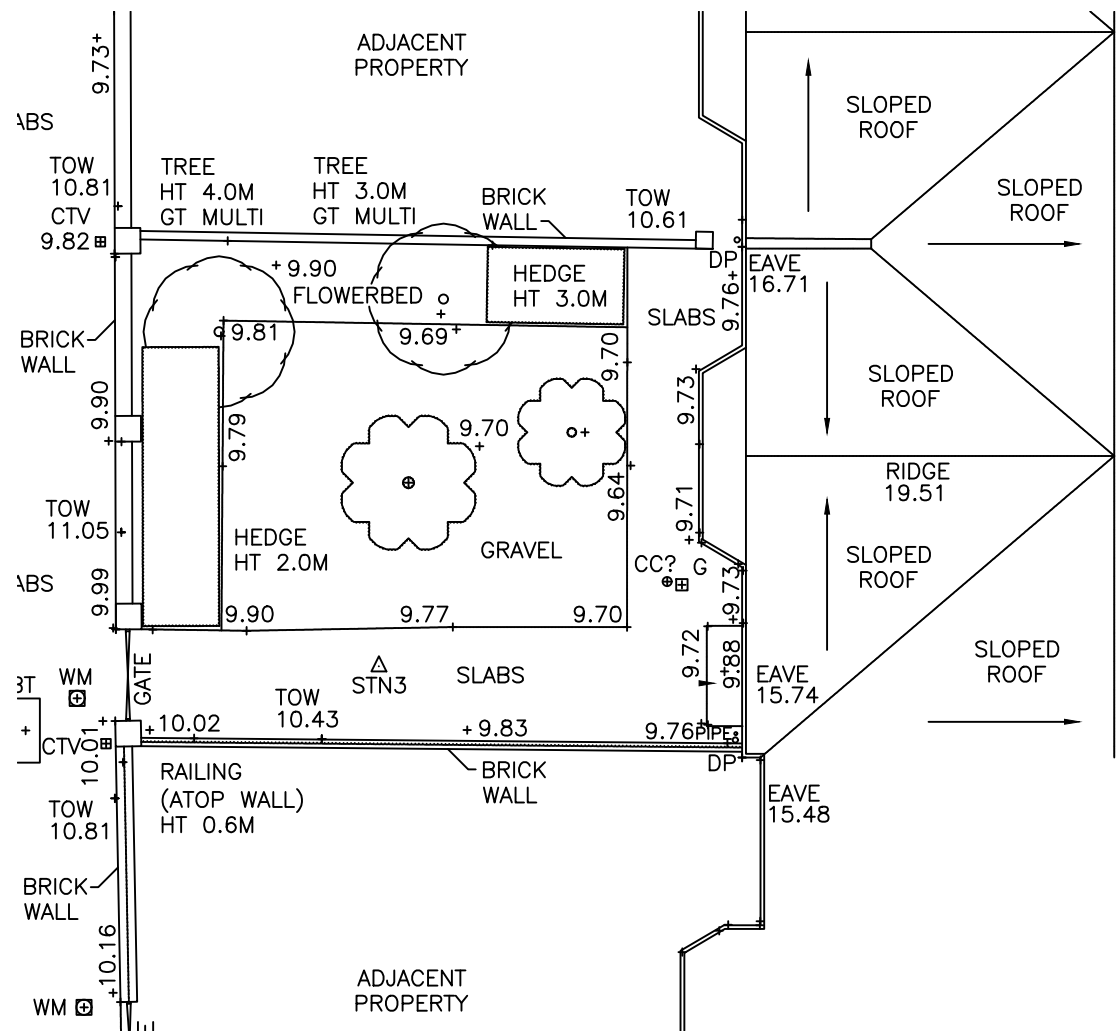 9.73
ADJACENT
PROPERTY
SLOPED
ROOF
ABS
TOW
10.81
TREE
HT 4.0M
GT MULTI
TREE
HT 3.0M
GT MULTI
BRICK
WALL
TOW
10.61
SLOPED
ROOF
CTV
9.82
9.90
FLOWERBED
HEDGE
HT 3.0M
DP
EAVE
16.71
9.76
SLABS
9.81
9.69
BRICK
WALL
9.70
9.73
SLOPED
ROOF
9.90
9.79
9.70
RIDGE
19.51
TOW
11.05
9.64
9.71
HEDGE
HT 2.0M
GRAVEL
CC?
G
SLOPED
ROOF
ABS
9.99
9.73
9.90
9.77
9.70
WM
GATE
STN3
SLABS
9.72
9.88
EAVE
15.74
SLOPED
ROOF
BT
TOW
10.43
10.02
9.83
9.76
PIPE
CTV
10.01
DP
RAILING
(ATOP WALL)
HT 0.6M
BRICK
WALL
EAVE
15.48
TOW
10.81
BRICK
WALL
10.16
ADJACENT
PROPERTY
WM